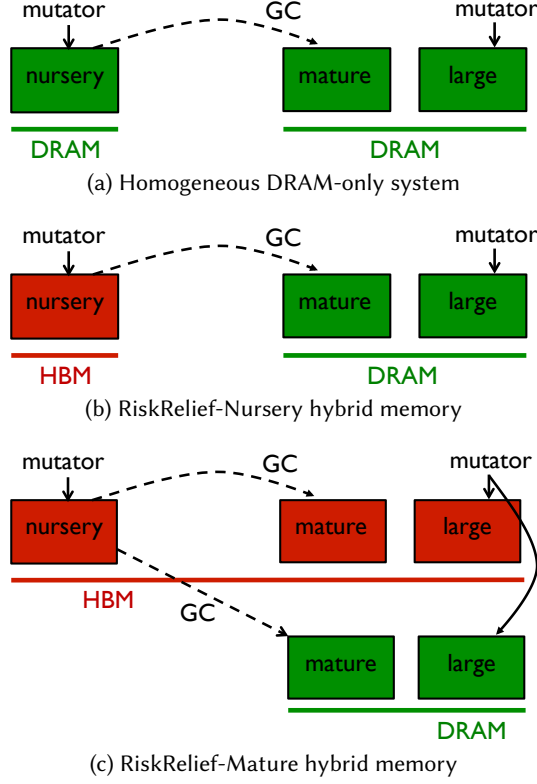 mutator GC mutator
nursery mature large
DRAM DRAM
(a) Homogeneous DRAM-only system
mutator GC mutator
nursery mature large
HBM DRAM
(b) RiskRelief-Nursery hybrid memory
mutator GC mutator
nursery mature large
HBM
GC
mature large
DRAM
(c) RiskRelief-Mature hybrid memory